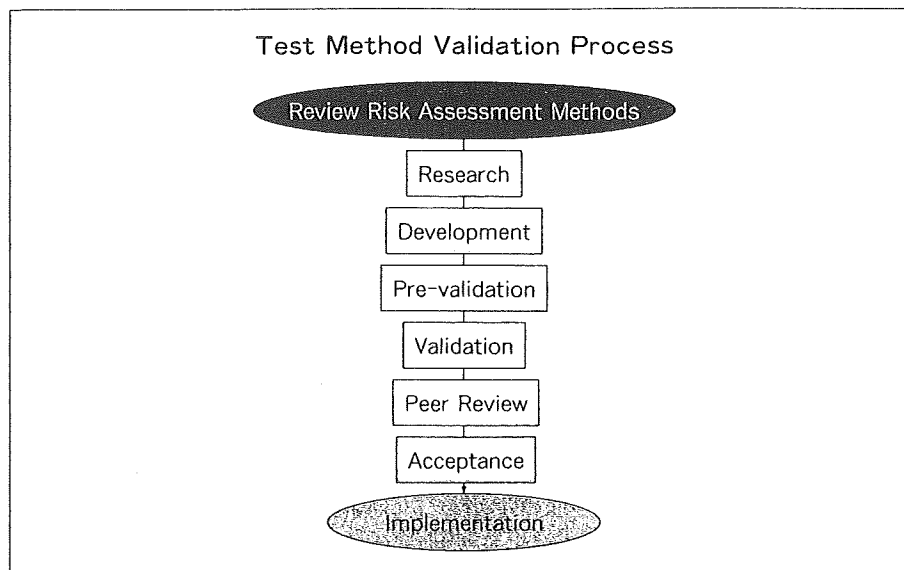 Test Method Validation Process
Review Risk Assessment Methods
Research
Development
Pre-validation
Validation
Peer Review
Acceptance
Implementation